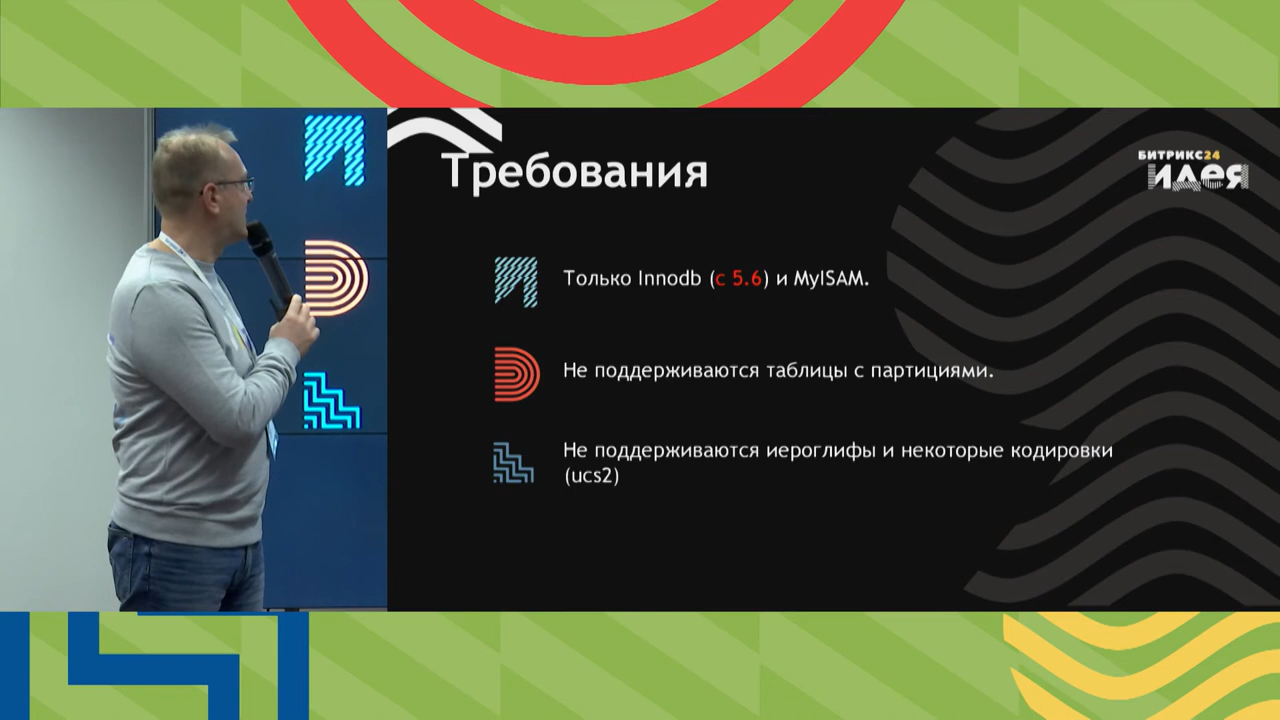 Требования
БИТРИКС24
идея
Только Innodb (с 5.6) и MyISAM.
Не поддерживаются таблицы с партициями.
Не поддерживаются иероглифы и некоторые кодировки
(ucs2)